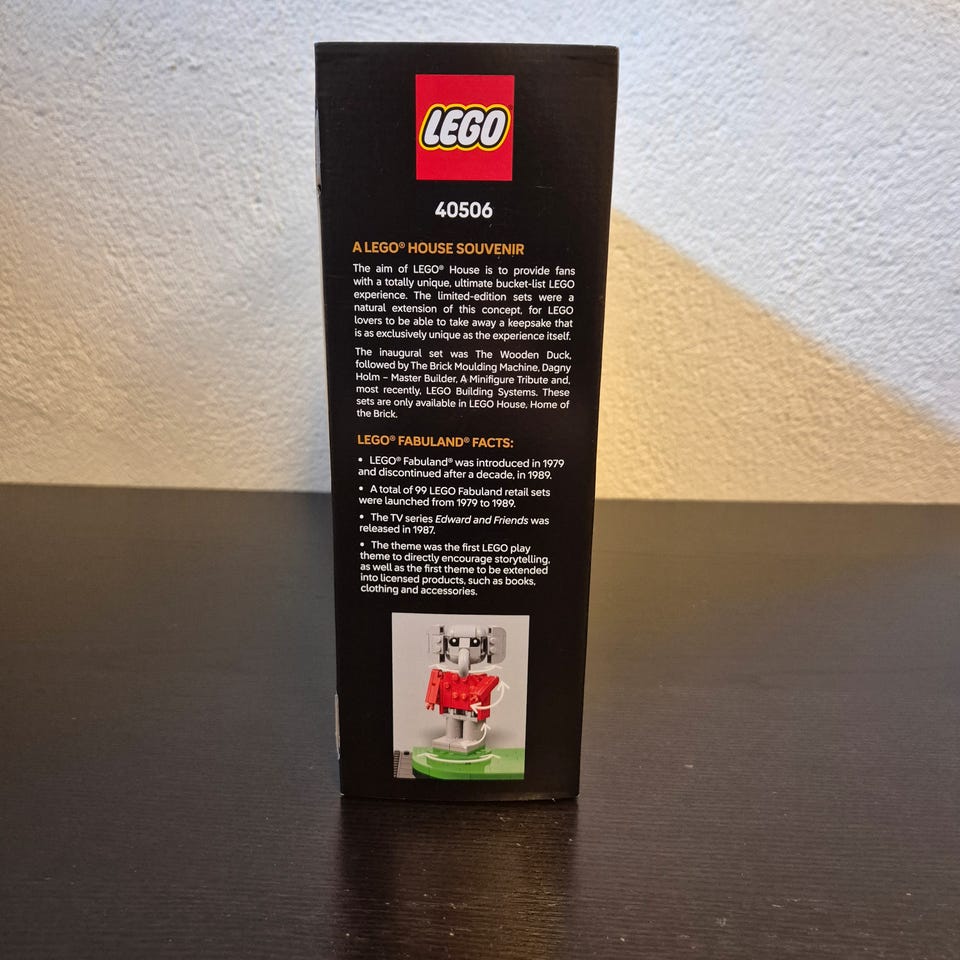 LEGO
40506
A LEGO® HOUSE SOUVENIR
The aim of LEGO® House is to provide fans
with a totally unique, ultimate bucket-list LEGO
experience. The limited-edition sets were a
natural extension of this concept, for LEGO
lovers to be able to take away a keepsake that
is as exclusively unique as the experience itself.
The inaugural set was The Wooden Duck,
followed by The Brick Moulding Machine, Dagny
Holm – Master Builder, A Minifigure Tribute and,
most recently, LEGO Building Systems. These
sets are only available in LEGO House, Home of
the Brick.
LEGO® FABULAND® FACTS:
• LEGO® Fabuland® was introduced in 1979
and discontinued after a decade, in 1989.
• A total of 99 LEGO Fabuland retail sets
were launched from 1979 to 1989.
• The TV series Edward and Friends was
released in 1987.
• The theme was the first LEGO play
theme to directly encourage storytelling,
as well as the first theme to be extended
into licensed products, such as books,
clothing and accessories.